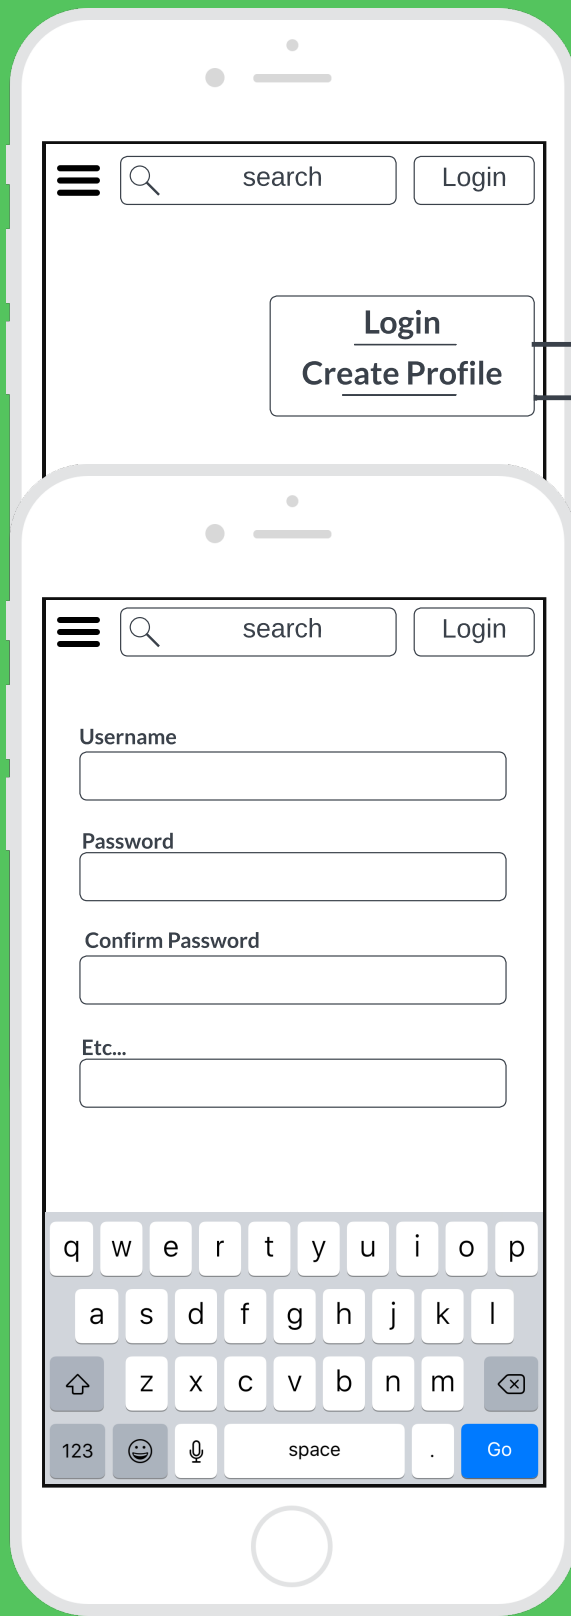 search Login
Login
Create Profile
search Login
Username
Password
Confirm Password
Etc...
q w e r t y u i o p
a s d f g h j k l
z x c v b n m
123 space . Go